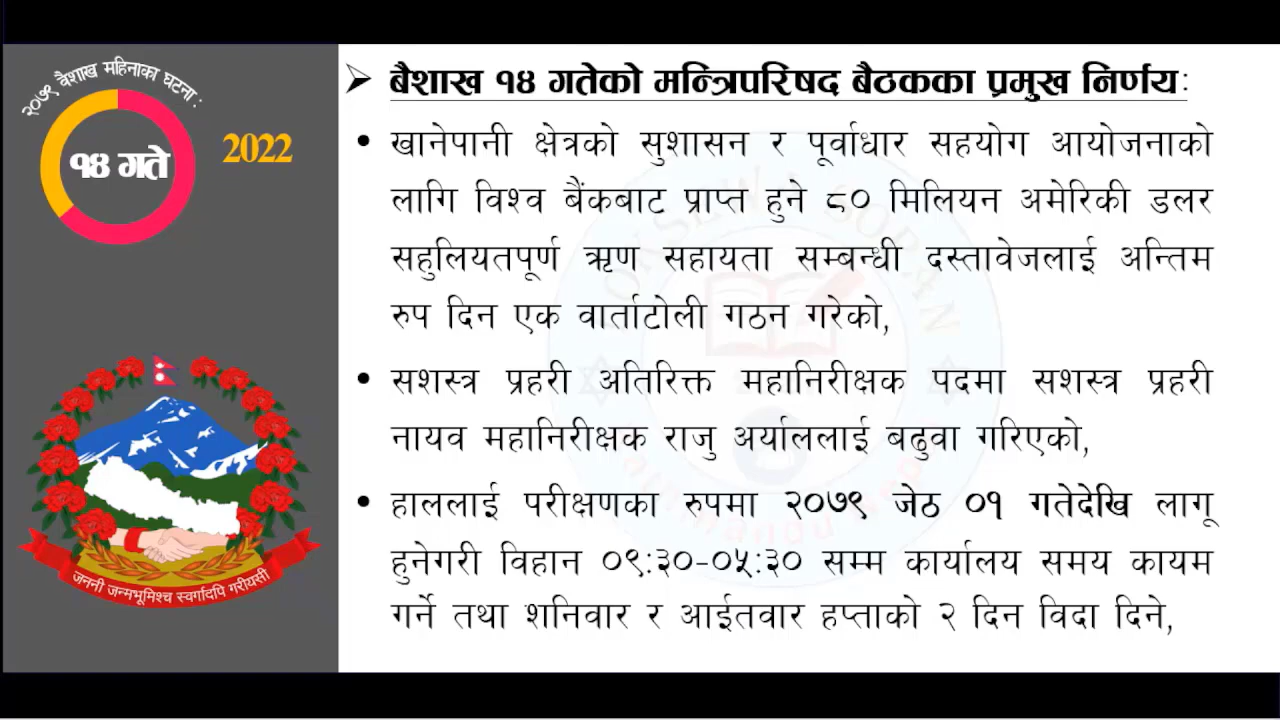 २०७९ वैशाख महिनाका घटना :
१४ गते
2022
जननी जन्मभूमिश्च स्वर्गादपि गरीयसी
➢ बैशाख १४ गतेको मन्त्रिपरिषद बैठकका प्रमुख निर्णयः
• खानेपानी क्षेत्रको सुशासन र पूर्वाधार सहयोग आयोजनाको
लागि विश्व बैंकबाट प्राप्त हुने ८० मिलियन अमेरिकी डलर
सहुलियतपूर्ण ऋण सहायता सम्बन्धी दस्तावेजलाई अन्तिम
रुप दिन एक वार्ताटोली गठन गरेको,
• सशस्त्र प्रहरी अतिरिक्त महानिरीक्षक पदमा सशस्त्र प्रहरी
नायव महानिरीक्षक राजु अर्याललाई बढुवा गरिएको,
• हाललाई परीक्षणका रुपमा २०७९ जेठ ०१ गतेदेखि लागू
हुनेगरी विहान ०९:३०-०५:३० सम्म कार्यालय समय कायम
गर्ने तथा शनिवार र आईतवार हप्ताको २ दिन विदा दिने,